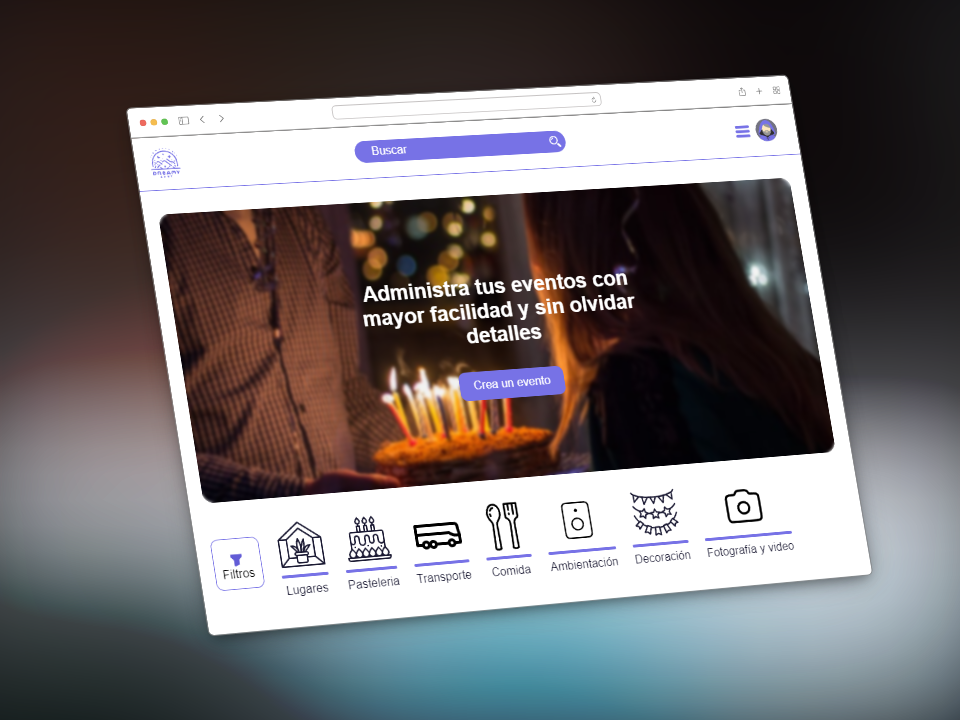 Buscar
DREAMY
Administra tus eventos con
mayor facilidad y sin olvidar
detalles
Crea un evento
Filtros
Lugares
Pasteleria
Transporte
Comida
Ambientación
Decoración
Fotografía y video